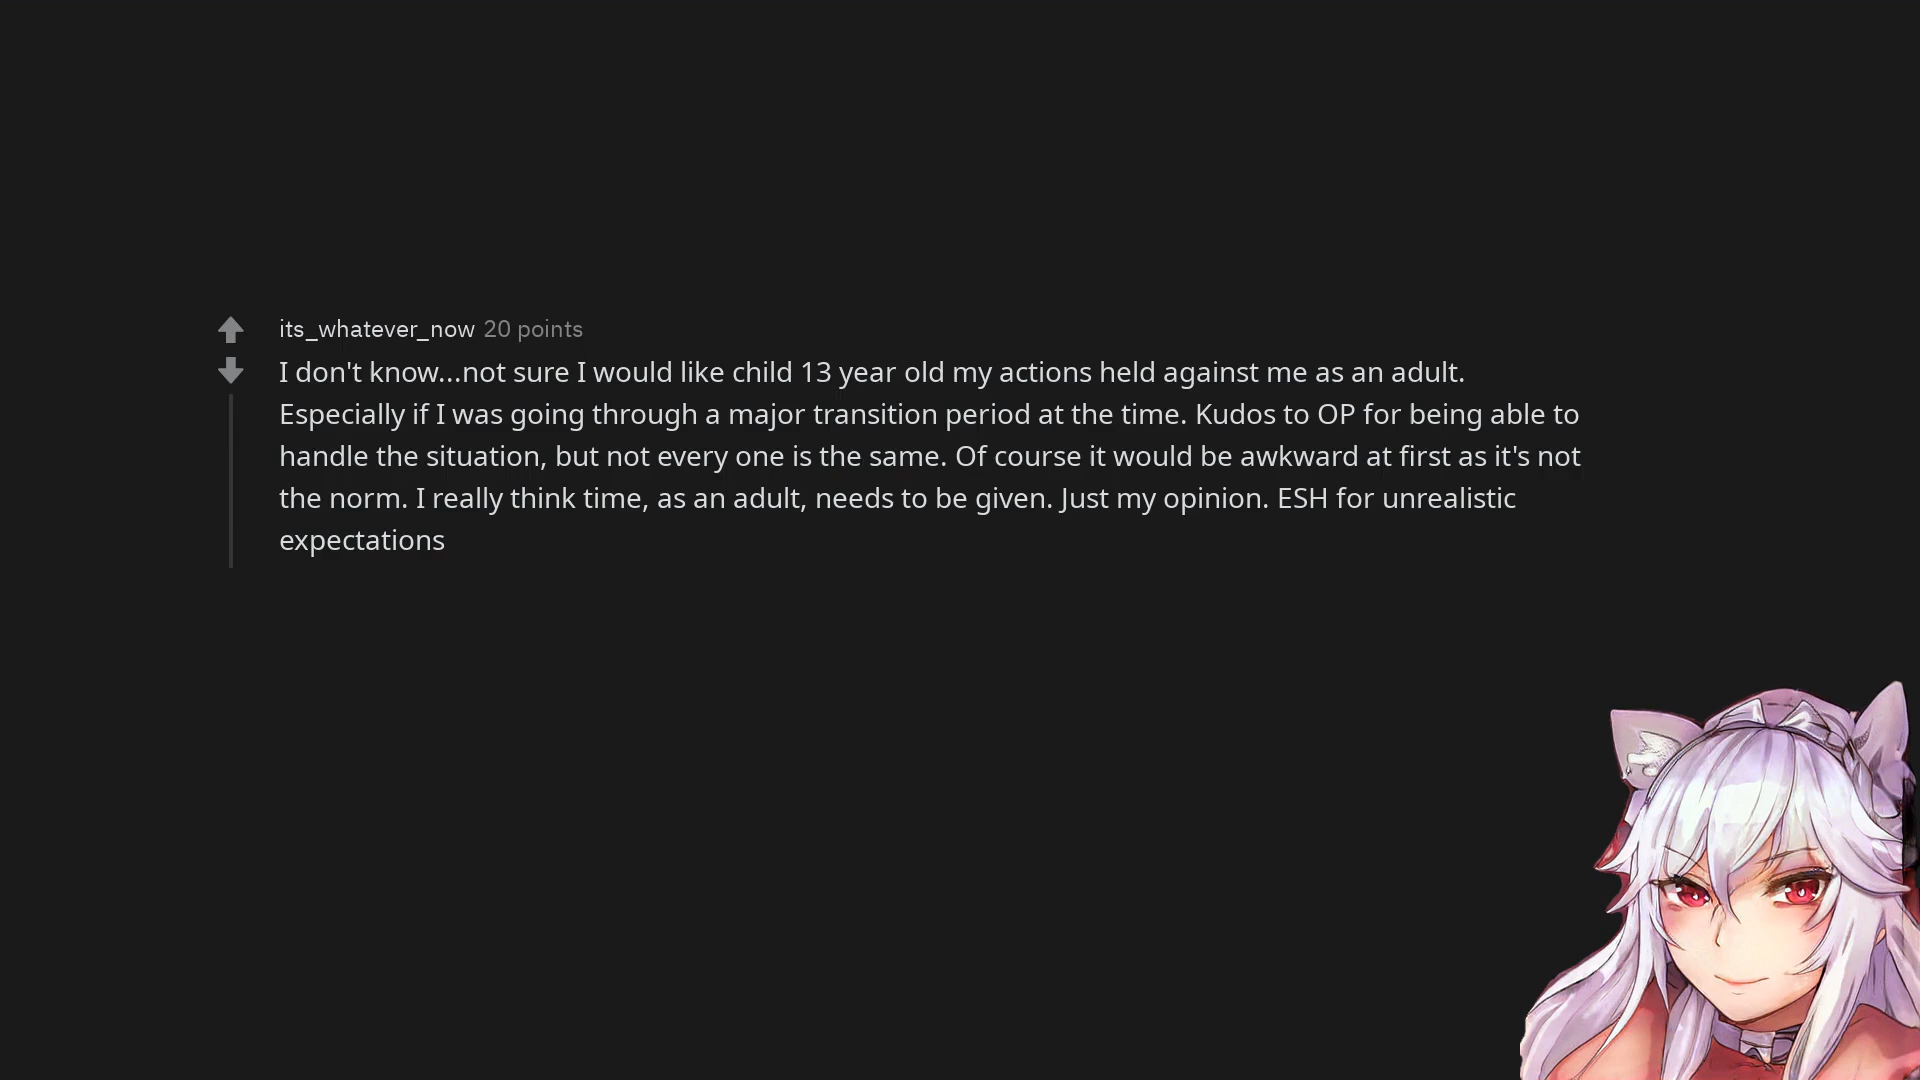 its_whatever_now 20 points
I don't know...not sure I would like child 13 year old my actions held against me as an adult.
Especially if I was going through a major transition period at the time. Kudos to OP for being able to
handle the situation, but not every one is the same. Of course it would be awkward at first as it's not
the norm. I really think time, as an adult, needs to be given. Just my opinion. ESH for unrealistic
expectations